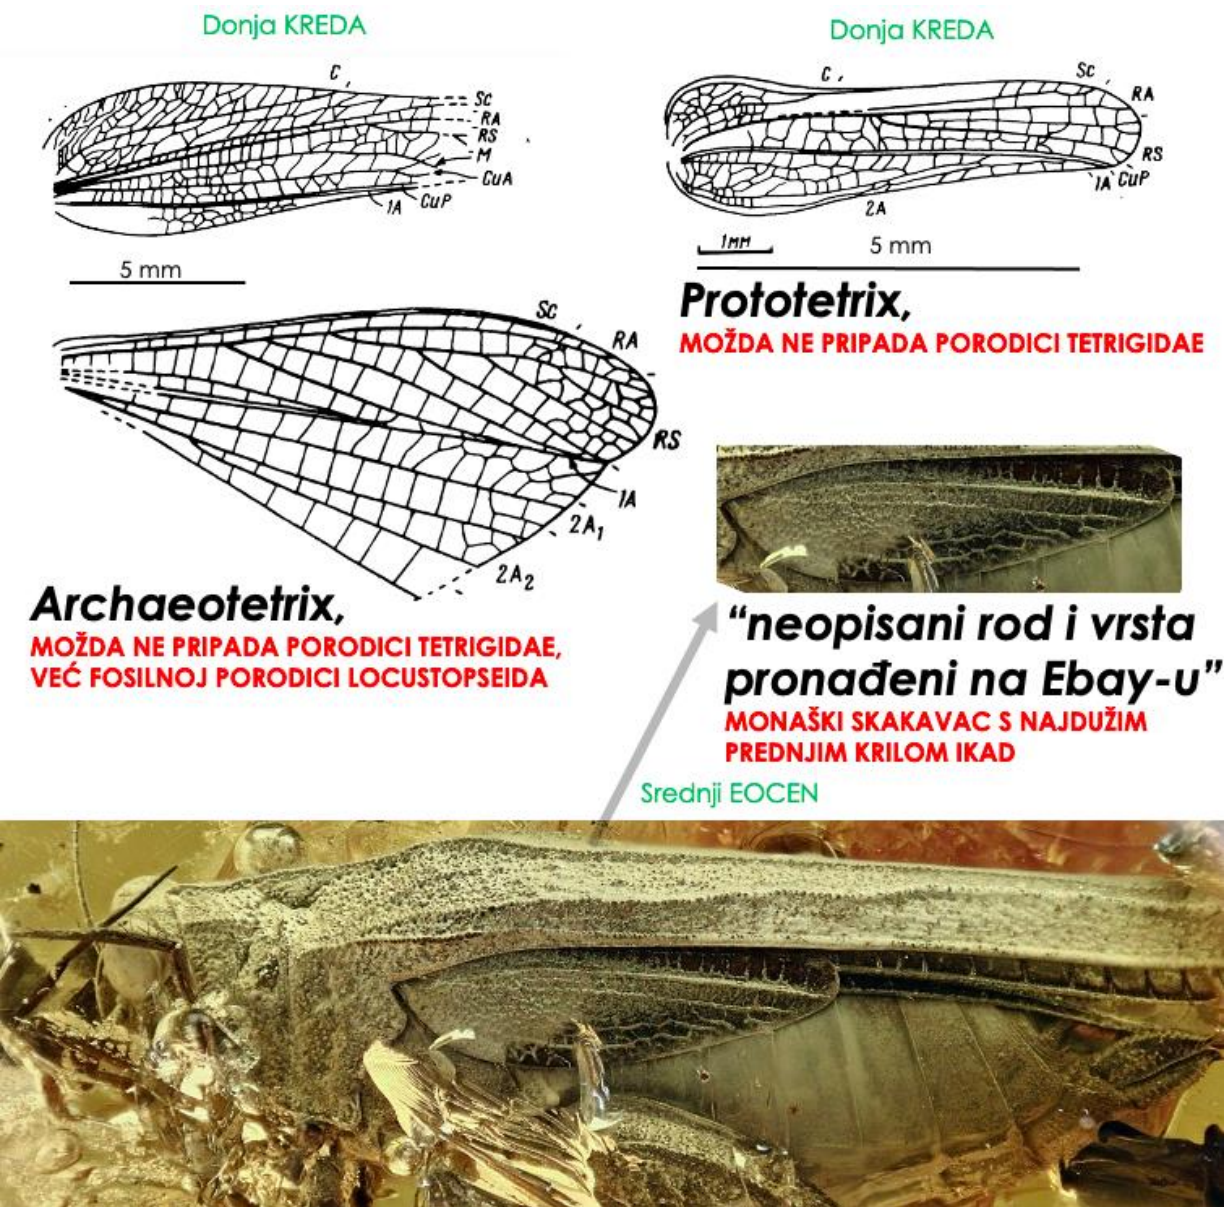 Donja KREDA
C,
Sc
RA
RS
M
CuA
CuP
1A
5 mm
Sc,
RA
RS
1A
2A1
2A2
Archaeotetrix,
MOŽDA NE PRIPADA PORODICI TETRIGIDAE,
VEĆ FOSILNOJ PORODICI LOCUSTOPSEIDA
Donja KREDA
C,
Sc,
RA
RS
1A CuP
2A
1мм
5 mm
Prototetrix,
MOŽDA NE PRIPADA PORODICI TETRIGIDAE
“neopisani rod i vrsta
pronađeni na Ebay-u”
MONAŠKI SKAKAVAC S NAJDUŽIM
PREDNJIM KRILOM IKAD
Srednji EOCEN